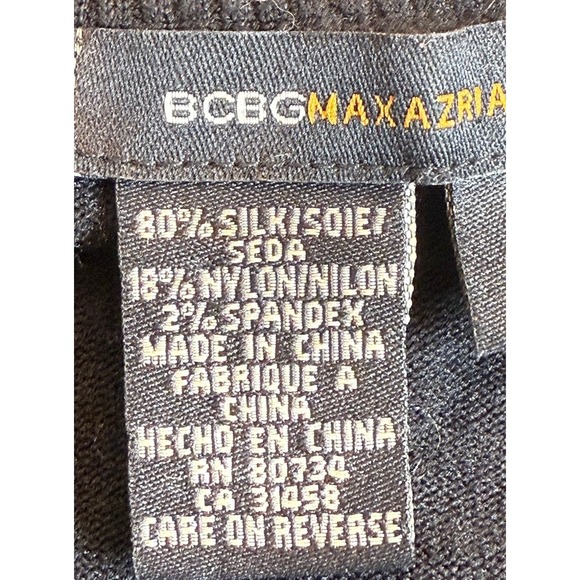 BCBGMAXAZRIA
80% SILK/SOIE/
SEDA
18% NYLON/NILON
2% SPANDEX
MADE IN CHINA
FABRIQUE A
CHINA
HECHO EN CHINA
RN 80734
CA 31458
CARE ON REVERSE